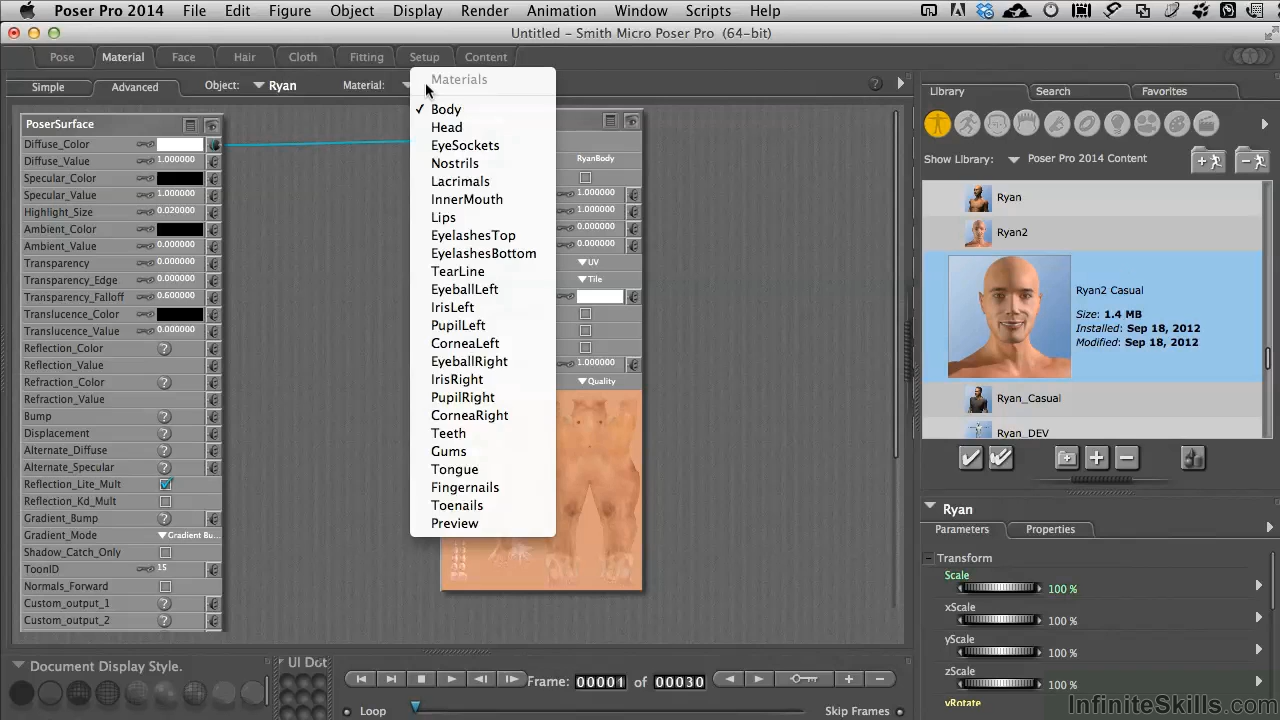 Poser Pro 2014 File Edit Figure Object Display Render Animation Window Scripts Help
Untitled - Smith Micro Poser Pro (64-bit)
Pose Material Face Hair Cloth Fitting Setup Content
Simple Advanced Object: Ryan Material:
Materials
Body
Head
EyeSockets
Nostrils
Lacrimals
InnerMouth
Lips
EyelashesTop
EyelashesBottom
TearLine
EyeballLeft
IrisLeft
PupilLeft
CorneaLeft
EyeballRight
IrisRight
PupilRight
CorneaRight
Teeth
Gums
Tongue
Fingernails
Toenails
Preview
PoserSurface
Diffuse_Color
Diffuse_Value 1.000000
Specular_Color
Specular_Value 1.000000
Highlight_Size 0.020000
Ambient_Color
Ambient_Value 0.000000
Transparency 0.000000
Transparency_Edge 0.000000
Transparency_Falloff 0.600000
Translucence_Color
Translucence_Value 0.000000
Reflection_Color ?
Reflection_Value
Refraction_Color ?
Refraction_Value
Bump ?
Displacement ?
Alternate_Diffuse ?
Alternate_Specular ?
Reflection_Lite_Mult
Reflection_Kd_Mult
Gradient_Bump ?
Gradient_Mode Gradient Bu...
Shadow_Catch_Only
ToonID 15
Normals_Forward
Custom_output_1 ?
Custom_output_2 ?
RyanBody
1.000000
1.000000
0.000000
0.000000
UV
Tile
1.000000
Quality
Library Search Favorites
Show Library: Poser Pro 2014 Content
Ryan
Ryan2
Ryan2 Casual
Size: 1.4 MB
Installed: Sep 18, 2012
Modified: Sep 18, 2012
Ryan_Casual
Ryan_DEV
Ryan
Parameters Properties
Transform
Scale
100 %
xScale
100 %
yScale
100 %
zScale
100 %
yRotate
Document Display Style.
UI Dot
Frame: 00001 of 00030
Loop Skip Frames
InfiniteSkills.com